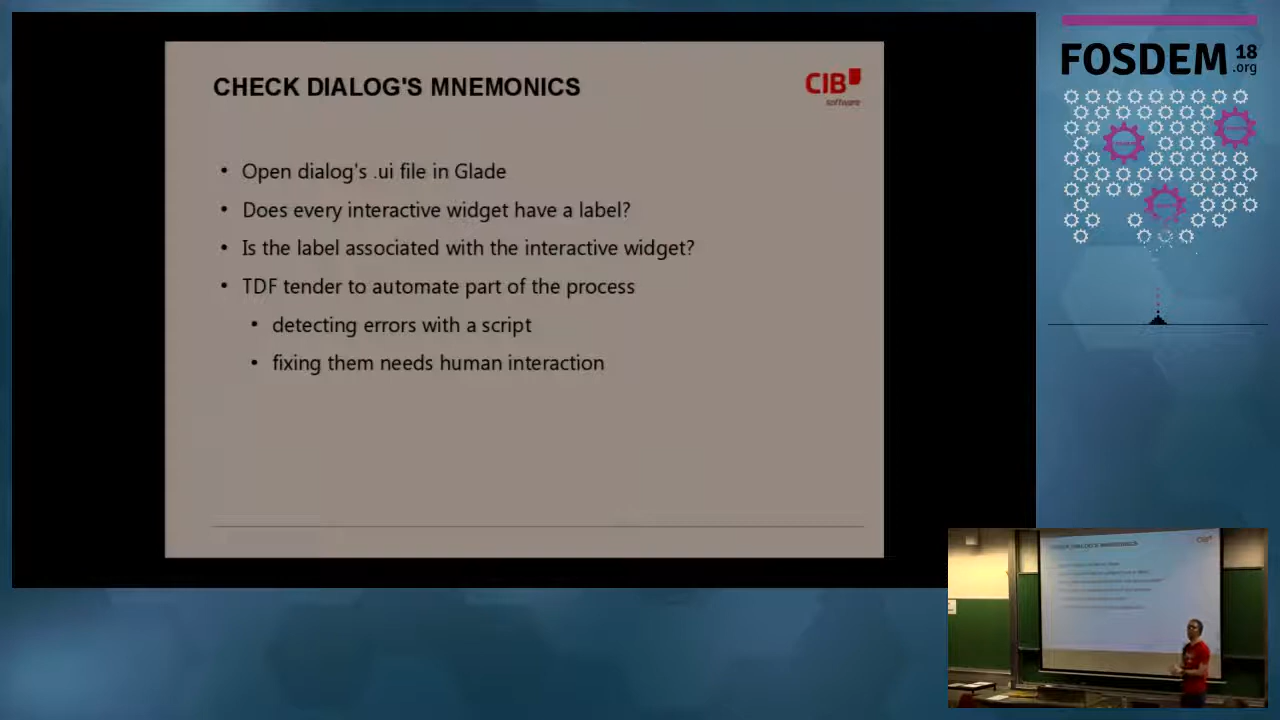 CHECK DIALOG'S MNEMONICS
CIB
software
• Open dialog's .ui file in Glade
• Does every interactive widget have a label?
• Is the label associated with the interactive widget?
• TDF tender to automate part of the process
• detecting errors with a script
• fixing them needs human interaction
FOSDEM 18
.org